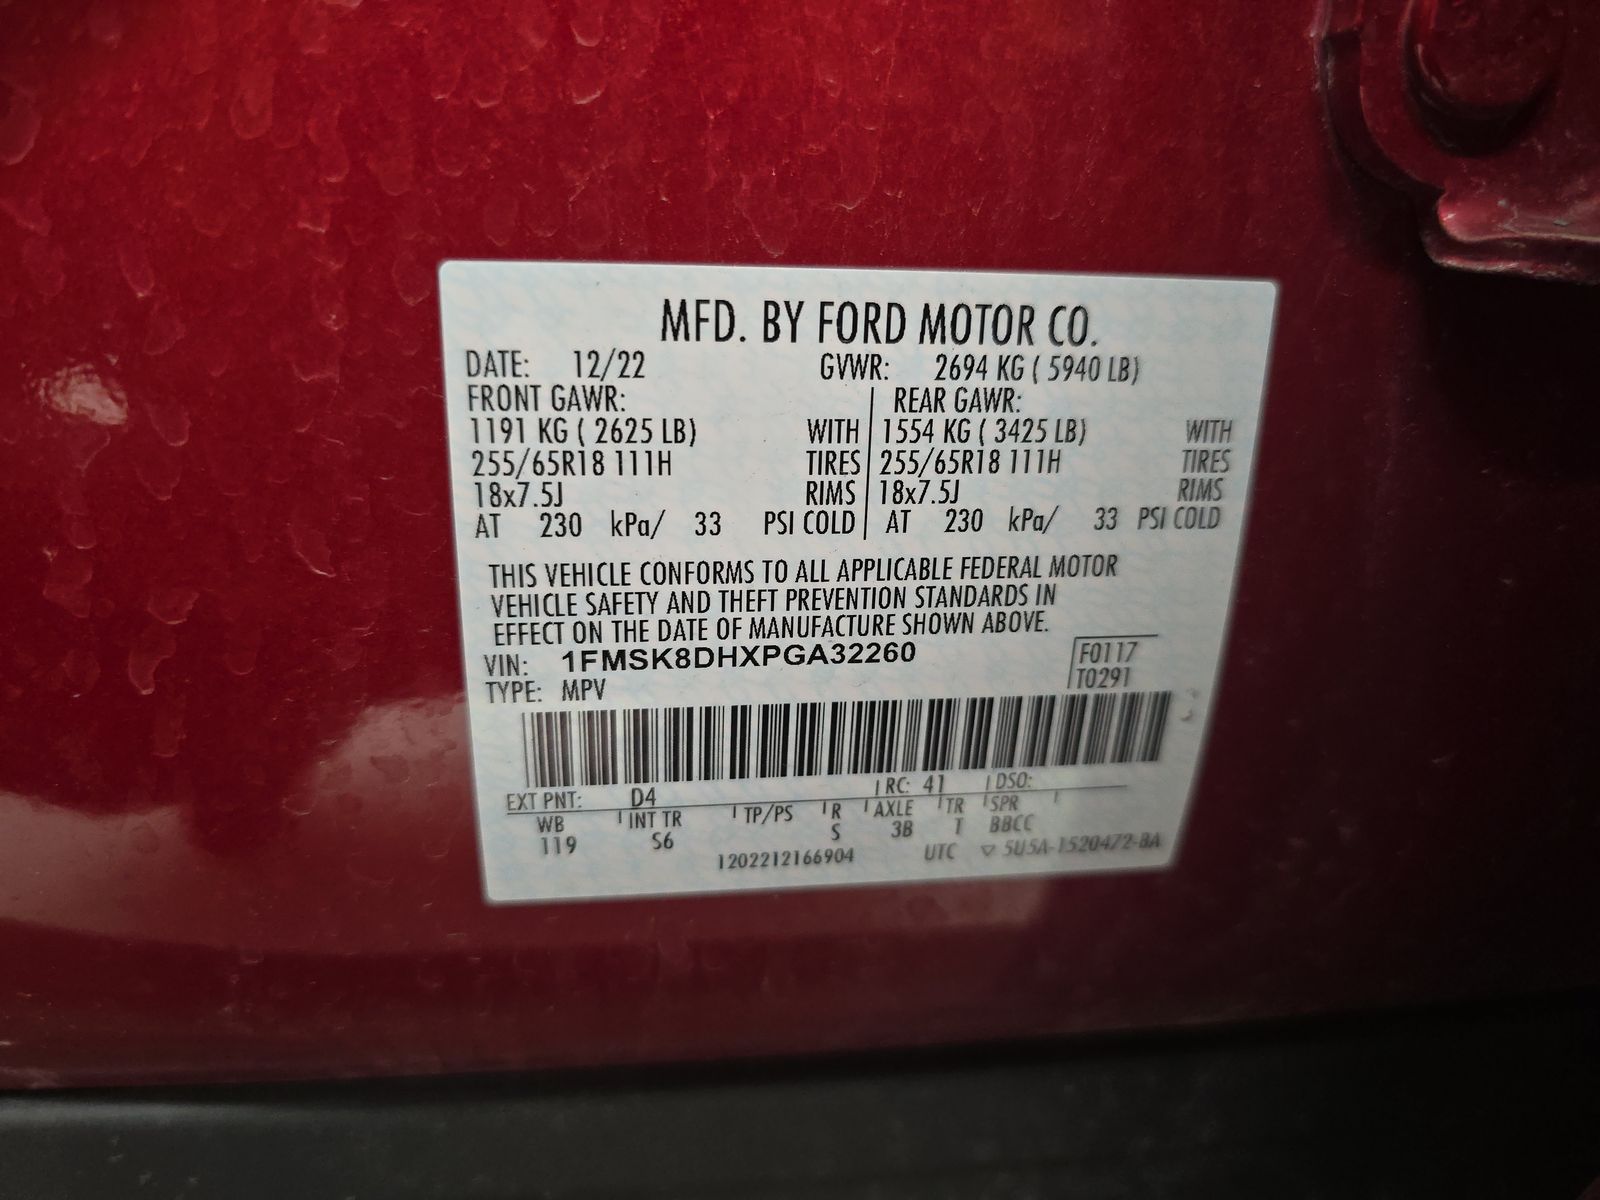 MFD. BY FORD MOTOR CO.
DATE: 12/22 GVWR: 2694 KG ( 5940 LB)
FRONT GAWR: REAR GAWR:
1191 KG ( 2625 LB) WITH 1554 KG ( 3425 LB) WITH
255/65R18 111H TIRES 255/65R18 111H TIRES
18x7.5J RIMS 18x7.5J RIMS
AT 230 kPa/ 33 PSI COLD AT 230 kPa/ 33 PSI COLD
THIS VEHICLE CONFORMS TO ALL APPLICABLE FEDERAL MOTOR
VEHICLE SAFETY AND THEFT PREVENTION STANDARDS IN
EFFECT ON THE DATE OF MANUFACTURE SHOWN ABOVE.
VIN: 1FMSK8DHXPGA32260 F0117
TYPE: MPV T0291
EXT PNT: D4 RC: 41 DSO:
WB INT TR TP/PS R AXLE TR SPR
119 S6 S 3B T BBCC
1202212166904 UTC ▽ 5U5A-1520472-BA